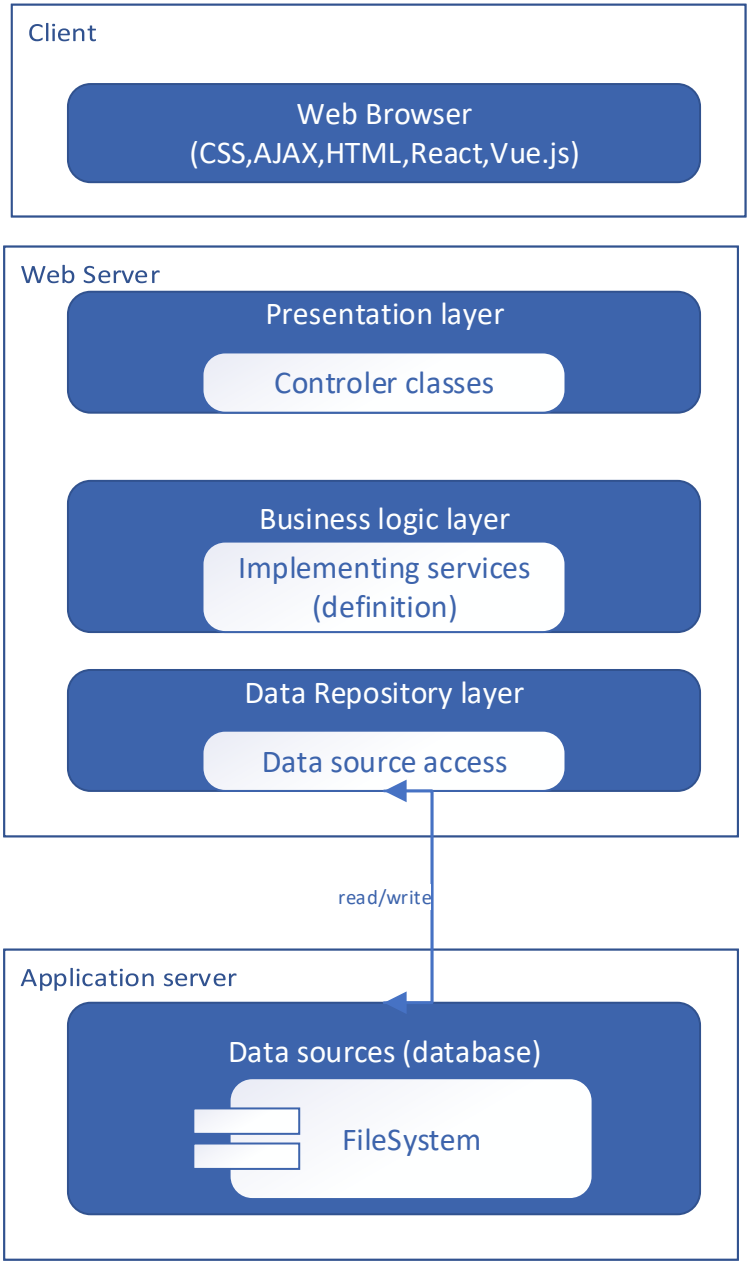 Client
Web Browser
(CSS,AJAX,HTML,React,Vue.js)
Web Server
Presentation layer
Controler classes
Business logic layer
Implementing services
(definition)
Data Repository layer
Data source access
read/write
Application server
Data sources (database)
FileSystem